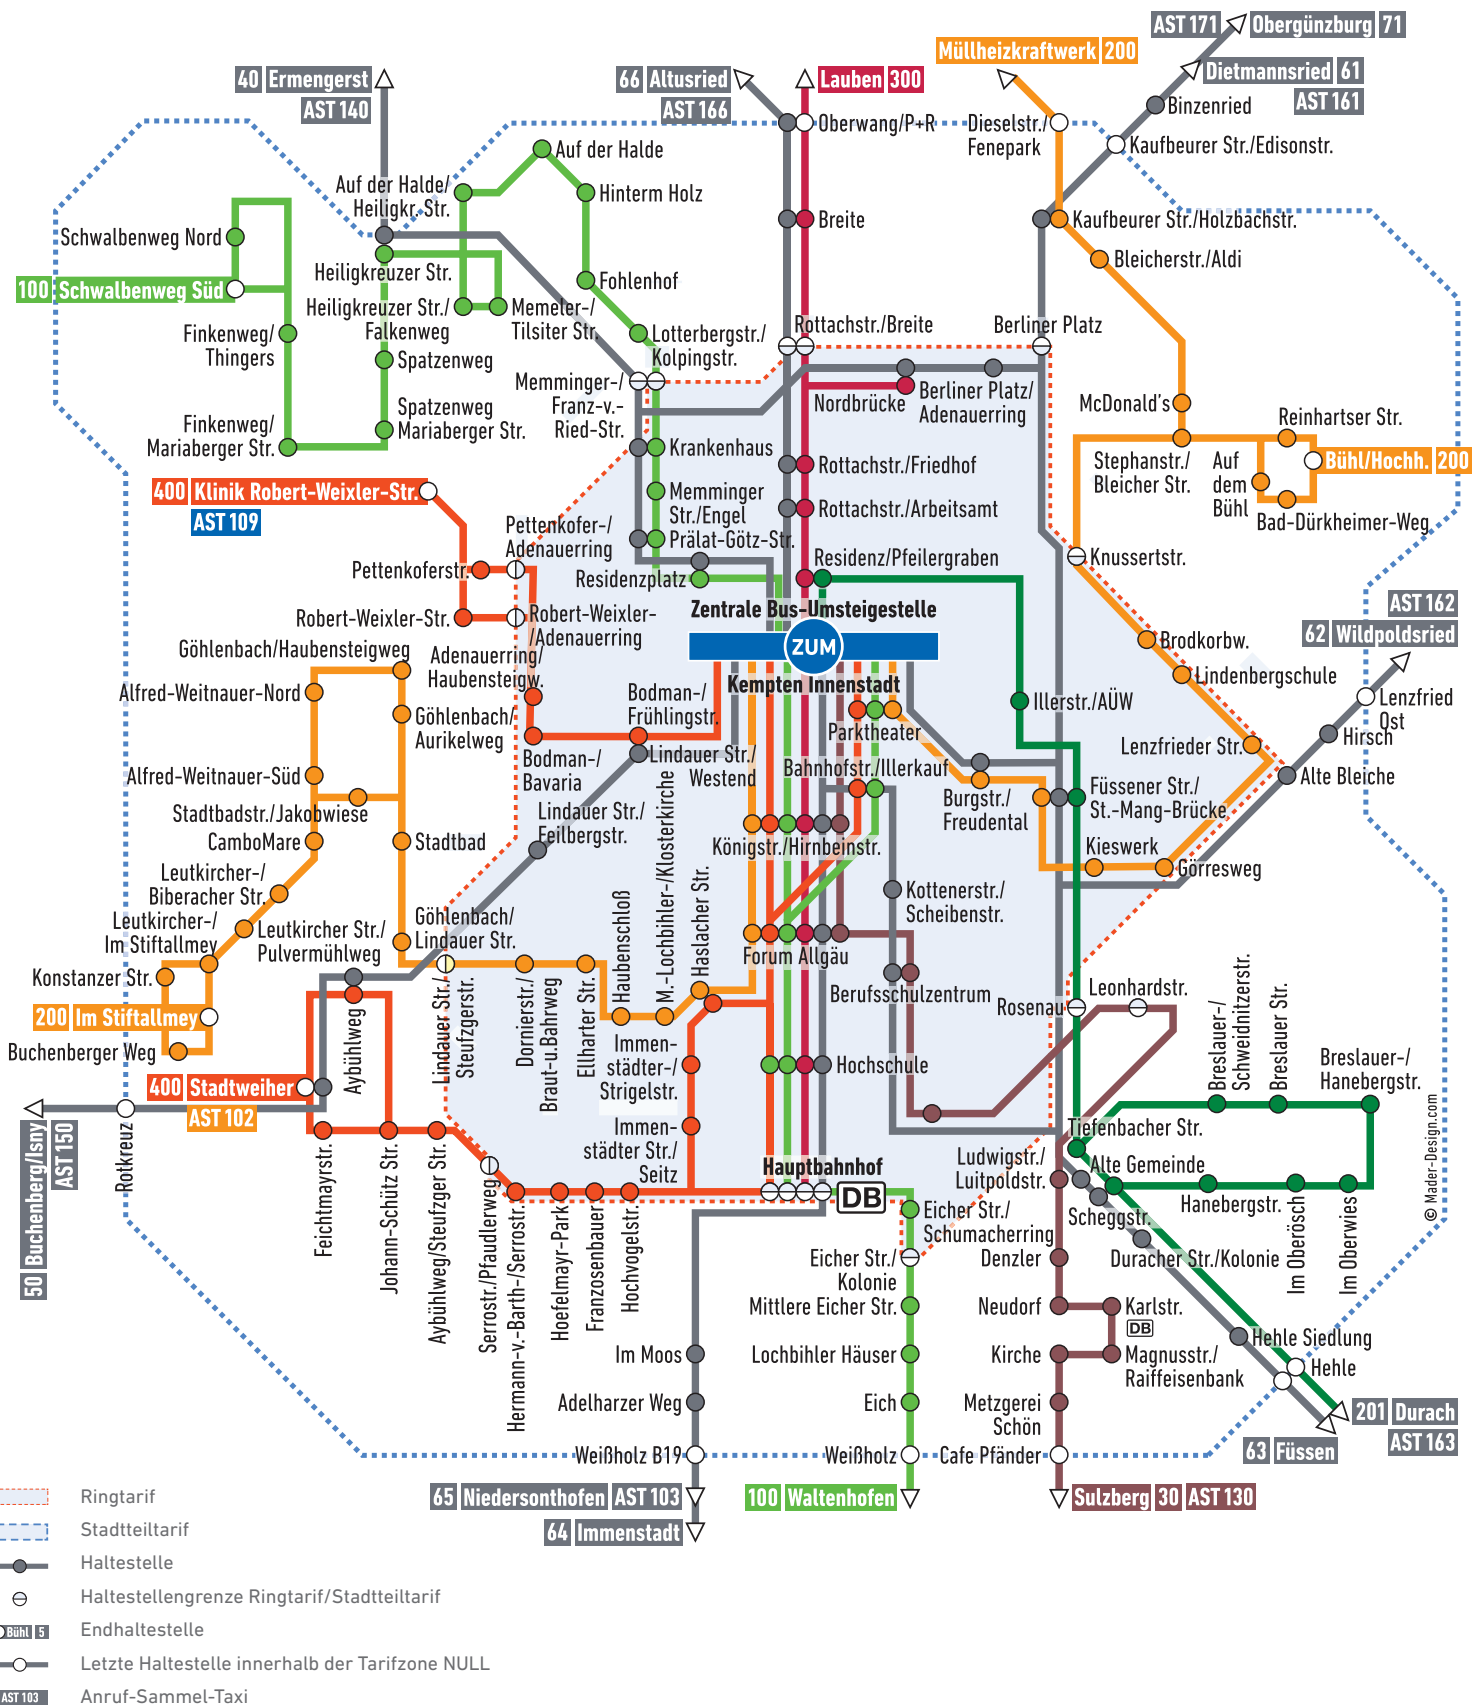 AST 171
Obergünzburg 71
Müllheizkraftwerk 200
40 Ermengerst
AST 140
66 Altusried
AST 166
Lauben 300
Dietmannsried 61
AST 161
Binzenried
Oberwang/P+R
Dieselstr./
Fenepark
Kaufbeurer Str./Edisonstr.
Auf der Halde
Auf der Halde/
Heiligkr. Str.
Hinterm Holz
Breite
Kaufbeurer Str./Holzbachstr.
Schwalbenweg Nord
Bleicherstr./Aldi
Heiligkreuzer Str.
Fohlenhof
100 Schwalbenweg Süd
Heiligkreuzer Str./
Falkenweg
Memeler-/
Tilsiter Str.
Finkenweg/
Thingers
Lotterbergstr./
Kolpingstr.
Rottachstr./Breite
Berliner Platz
Spatzenweg
Memminger-/
Franz-v.-
Ried-Str.
Nordbrücke
Berliner Platz/
Adenauerring
McDonald's
Spatzenweg
Mariaberger Str.
Finkenweg/
Mariaberger Str.
Reinhartser Str.
Krankenhaus
Rottachstr./Friedhof
Stephanstr./
Bleicher Str.
Auf
dem
Bühl
Bühl/Hochh. 200
400 Klinik Robert-Weixler-Str.
AST 109
Memminger
Str./Engel
Rottachstr./Arbeitsamt
Bad-Dürkheimer-Weg
Pettenkofer-/
Adenauerring
Prälat-Götz-Str.
Residenz/Pfeilergraben
Knussertstr.
Pettenkoferstr.
Residenzplatz
Zentrale Bus-Umsteigestelle
AST 162
62 Wildpoldsried
Robert-Weixler-Str.
Robert-Weixler-
/Adenauerring
ZUM
Brodkorbw.
Göhlenbach/Haubensteigweg
Adenauerring/
Haubensteigw.
Lindenbergschule
Kempten Innenstadt
Alfred-Weitnauer-Nord
Bodman-/
Frühlingstr.
Illerstr./AÜW
Lenzfried
Ost
Göhlenbach/
Aurikelweg
Parktheater
Hirsch
Lenzfrieder Str.
Bodman-/
Bavaria
Lindauer Str./
Westend
Bahnhofstr./Illerkauf
Alfred-Weitnauer-Süd
Alte Bleiche
Burgstr./
Freudental
Füssener Str./
St.-Mang-Brücke
Stadtbadstr./Jakobwiese
Lindauer Str./
Feilbergstr.
CamboMare
Stadtbad
Königstr./Hirnbeinstr.
Kieswerk
Görresweg
Leutkircher-/
Biberacher Str.
Kottenerstr./
Scheibenstr.
Leutkircher-/
Im Stiftallmey
Leutkircher Str./
Pulvermühlweg
Göhlenbach/
Lindauer Str.
Haubenschloß
M.-Lochbihler-/Klosterkirche
Haslacher Str.
Forum Allgäu
Konstanzer Str.
Berufsschulzentrum
Rosenau
Leonhardstr.
200 Im Stiftallmey
Aybühlweg
Lindauer Str./
Steufzgerstr.
Dornierstr./
Braut-u.Bahrweg
Ellharter Str.
Immen-
städter-/
Strigelstr.
Hochschule
Breslauer-/
Schweidnitzerstr.
Breslauer Str.
Breslauer-/
Hanebergstr.
Buchenberger Weg
400 Stadtweiher
AST 102
50 Buchenberg/Isny
AST 150
Rotkreuz
Immen-
städter Str./
Seitz
Tiefenbacher Str.
Alte Gemeinde
Hauptbahnhof
DB
Ludwigstr./
Luitpoldstr.
Scheggstr.
Hanebergstr.
Im Oberösch
Im Oberwies
Feichtmayrstr.
Johann-Schütz Str.
Aybühlweg/Steufzger Str.
Serrostr./Pfaudlerweg
Hermann-v.-Barth-/Serrostr.
Hoefelmayr-Park
Franzosenbauer
Hochvogelstr.
Eicher Str./
Schumacherring
Eicher Str./
Kolonie
Denzler
Duracher Str./Kolonie
Mittlere Eicher Str.
Neudorf
Karlstr.
DB
Hehle Siedlung
Hehle
Im Moos
Lochbihler Häuser
Kirche
Magnusstr./
Raiffeisenbank
Adelharzer Weg
Eich
Metzgerei
Schön
201 Durach
AST 163
63 Füssen
Weißholz B19
Weißholz
Cafe Pfänder
65 Niedersonthofen AST 103
64 Immenstadt
100 Waltenhofen
Sulzberg 30 AST 130
© Mader-Design.com
Ringtarif
Stadtteiltarif
Haltestelle
Haltestellengrenze Ringtarif/Stadtteiltarif
Bühl 5 Endhaltestelle
Letzte Haltestelle innerhalb der Tarifzone NULL
AST 103 Anruf-Sammel-Taxi